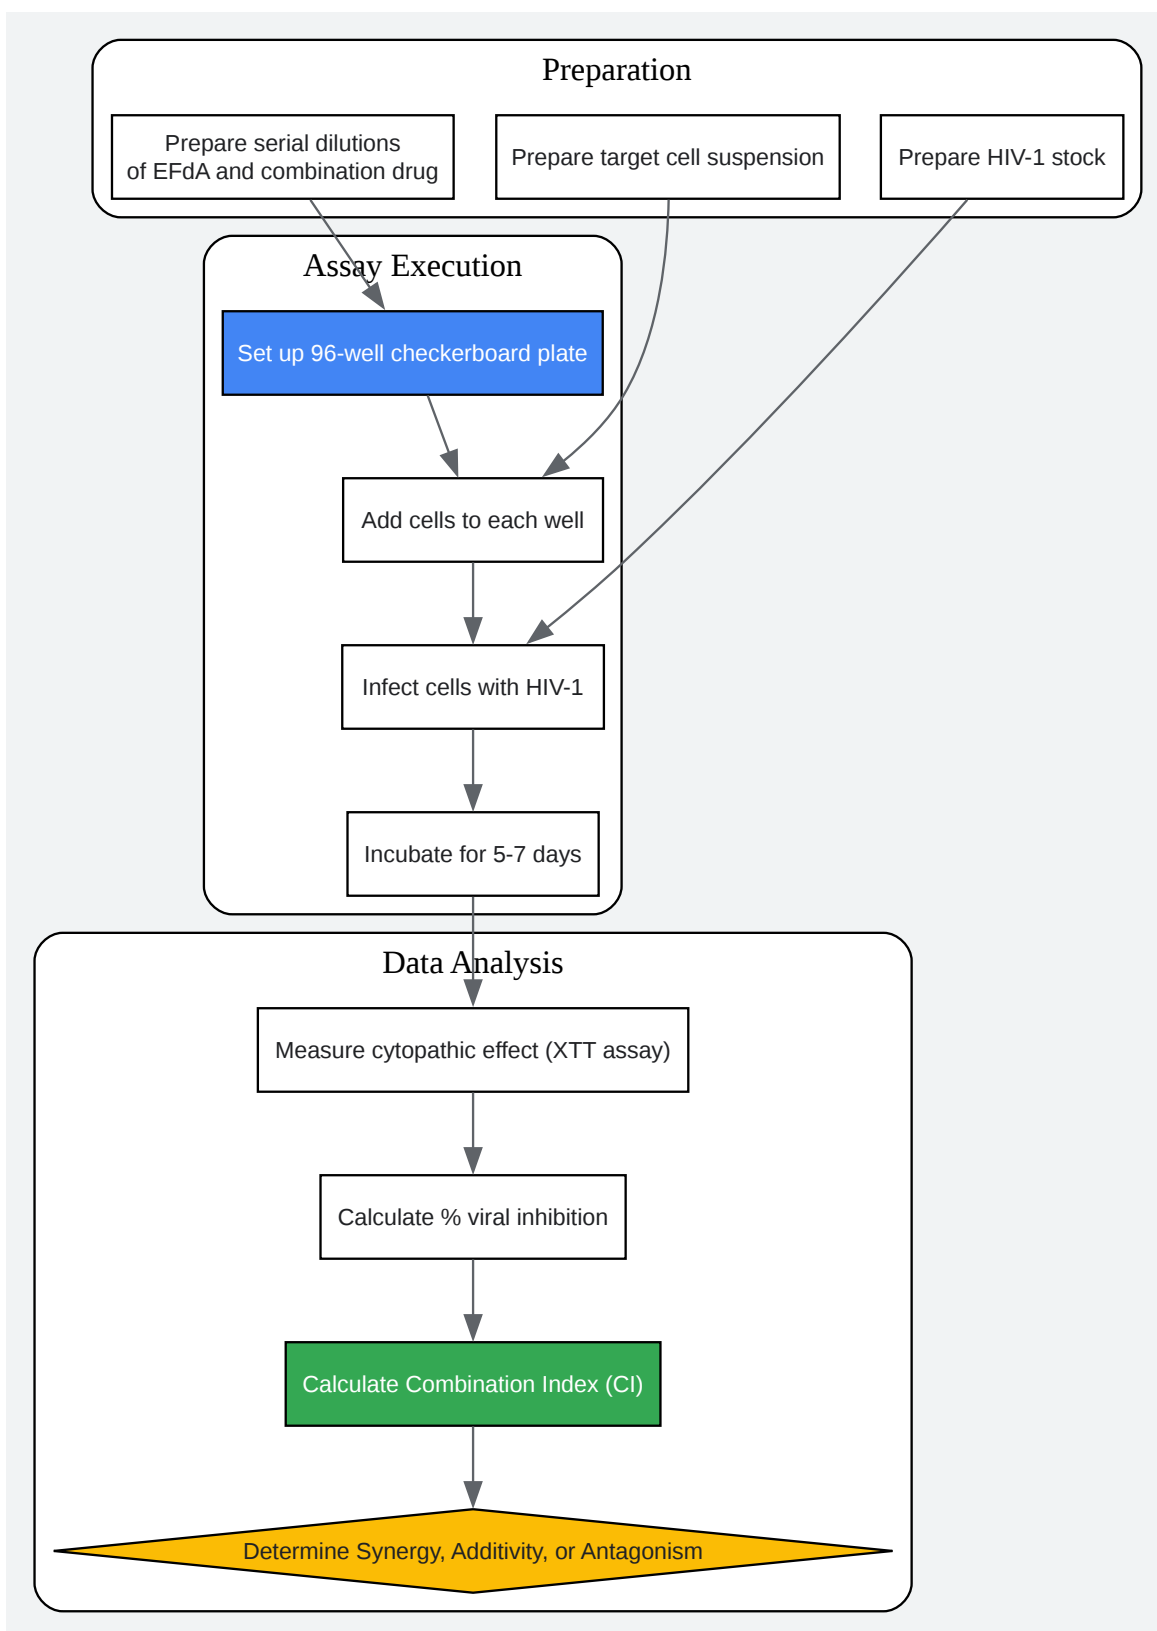 Preparation
Prepare serial dilutions
of EFdA and combination drug
Prepare target cell suspension
Prepare HIV-1 stock
Assay Execution
Set up 96-well checkerboard plate
Add cells to each well
Infect cells with HIV-1
Incubate for 5-7 days
Data Analysis
Measure cytopathic effect (XTT assay)
Calculate % viral inhibition
Calculate Combination Index (CI)
Determine Synergy, Additivity, or Antagonism